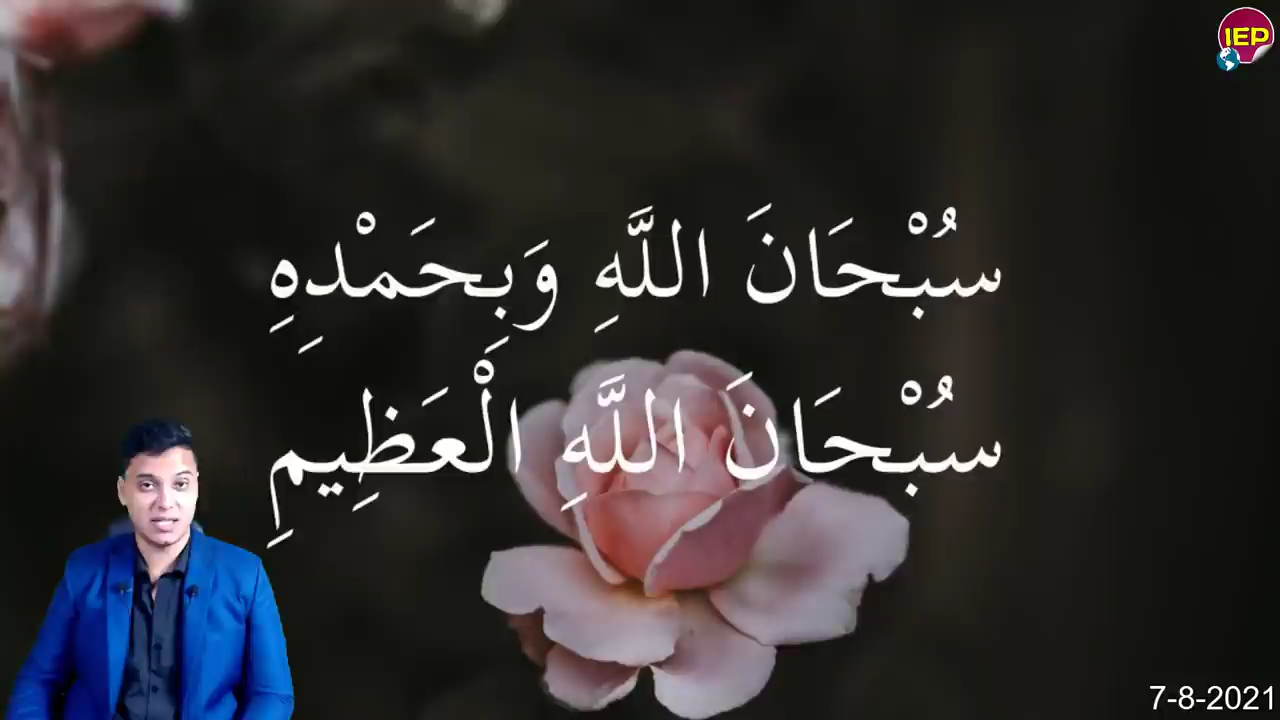 IEP
سُبْحَانَ اللَّهِ وَبِحَمْدِهِ
سُبْحَانَ اللَّهِ الْعَظِيمِ
7-8-2021